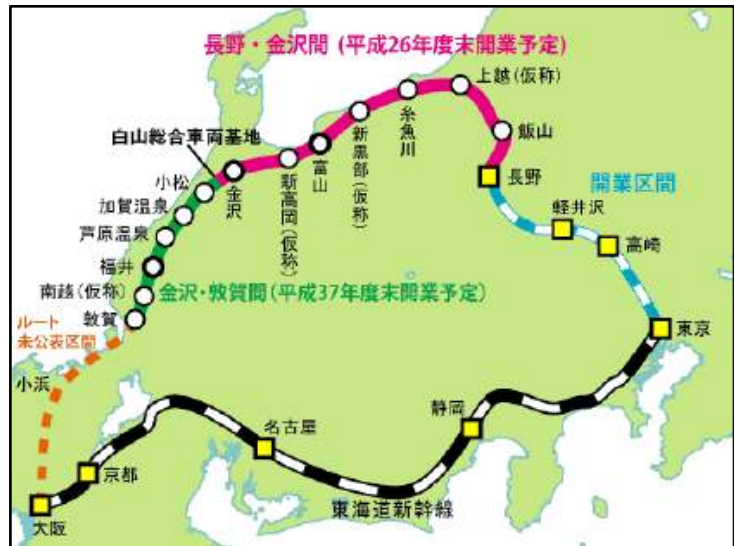 長野・金沢間 (平成26年度末開業予定)
上越(仮称)
糸魚川
飯山
白山総合車両基地
新黒部(仮称)
富山
小松
金沢
新高岡(仮称)
長野
開業区間
加賀温泉
軽井沢
芦原温泉
高崎
福井
南越(仮称)
金沢・敦賀間(平成37年度末開業予定)
敦賀
ルート
未公表区間
東京
小浜
静岡
名古屋
京都
東海道新幹線
大阪